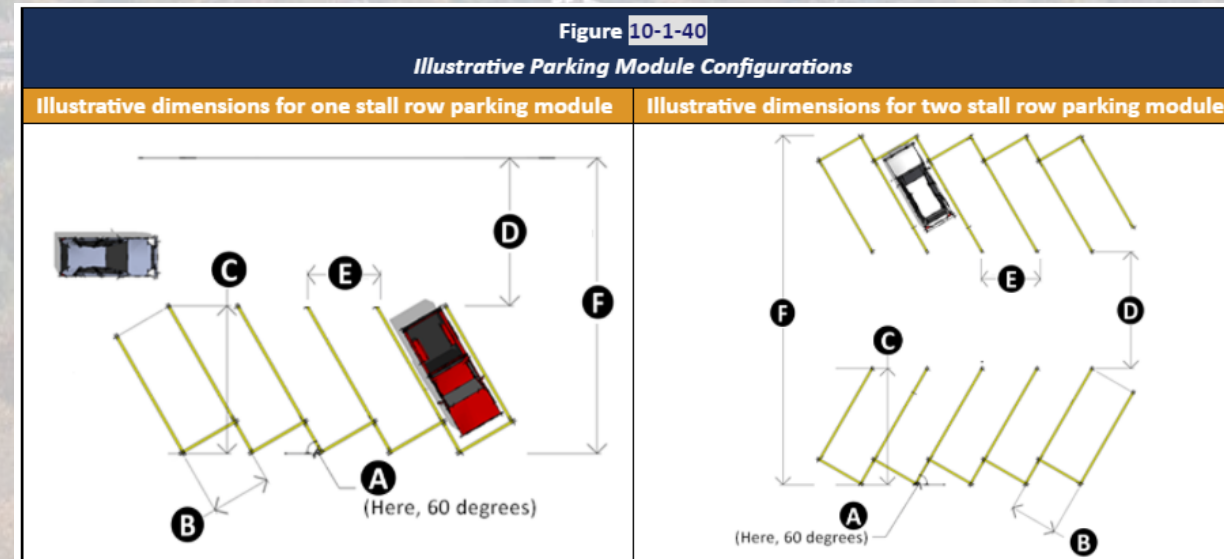 Figure 10-1-40
Illustrative Parking Module Configurations
Illustrative dimensions for one stall row parking module
Illustrative dimensions for two stall row parking module
D
C
E
F
A
(Here, 60 degrees)
B
E
D
F
C
A
(Here, 60 degrees)
B